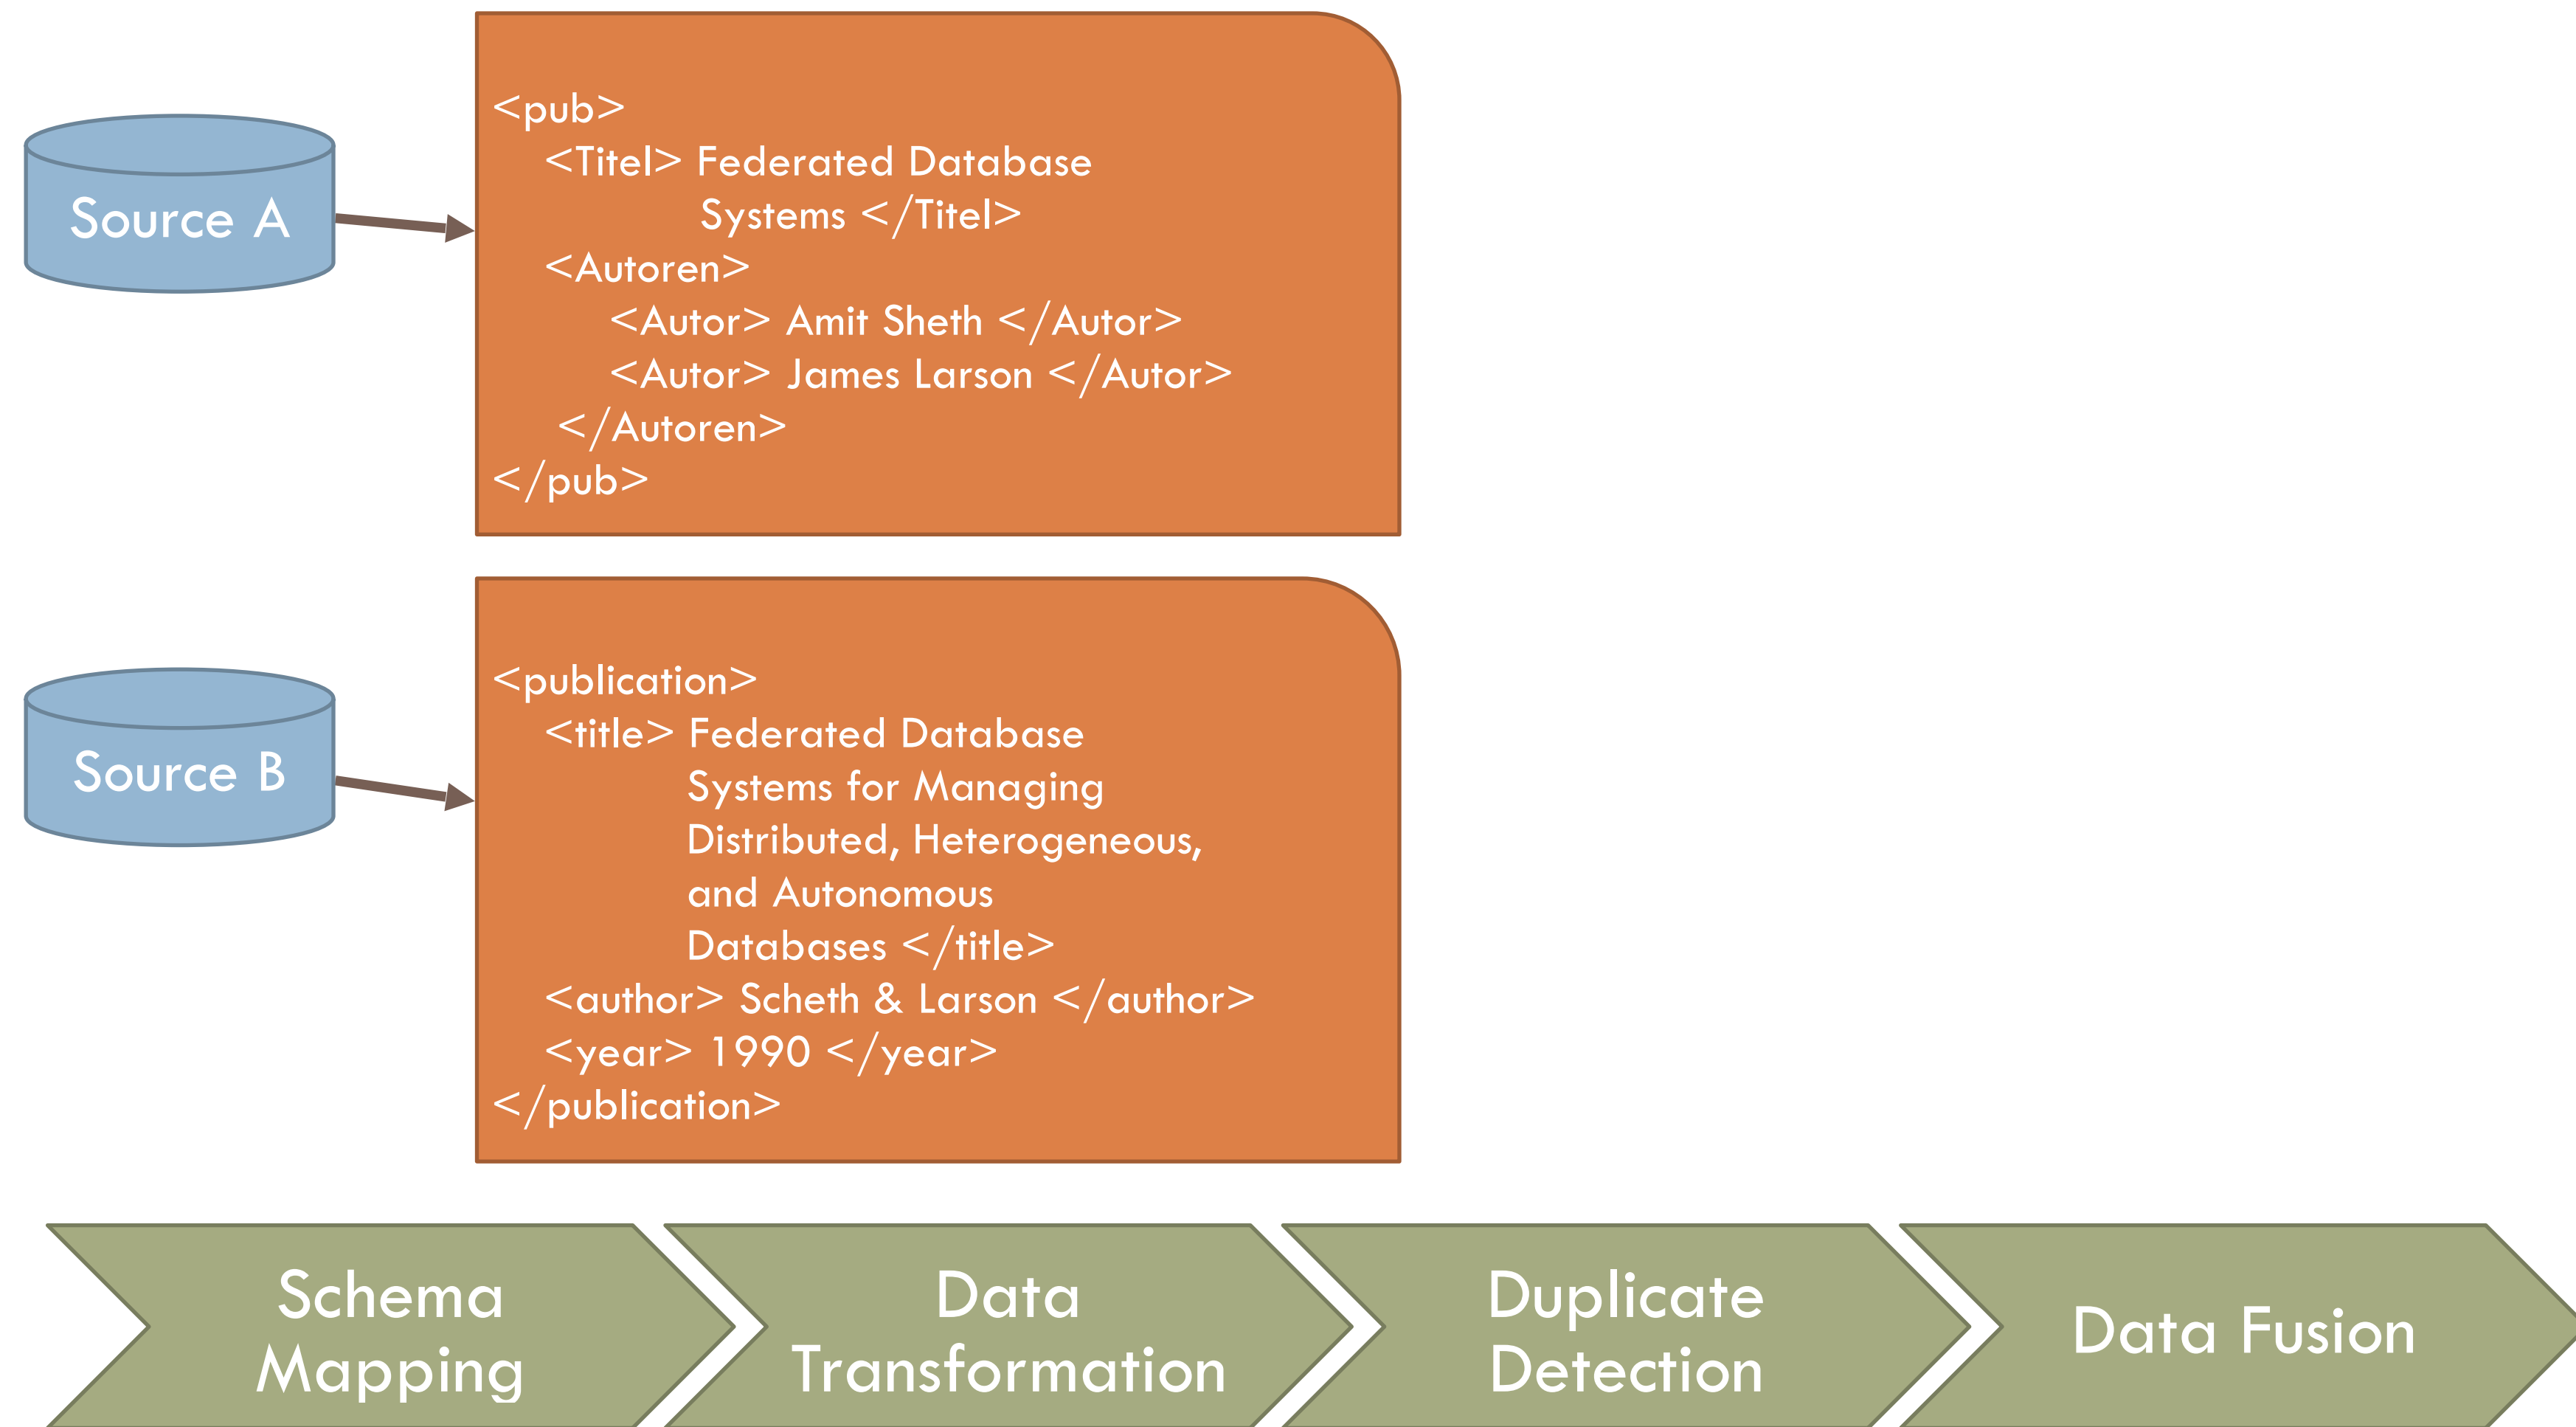 Source A
<pub>
<Titel> Federated Database
Systems </Titel>
<Autoren>
<Autor> Amit Sheth </Autor>
<Autor> James Larson </Autor>
</Autoren>
</pub>
Source B
<publication>
<title> Federated Database
Systems for Managing
Distributed, Heterogeneous,
and Autonomous
Databases </title>
<author> Scheth & Larson </author>
<year> 1990 </year>
</publication>
Schema
Mapping
Data
Transformation
Duplicate
Detection
Data Fusion